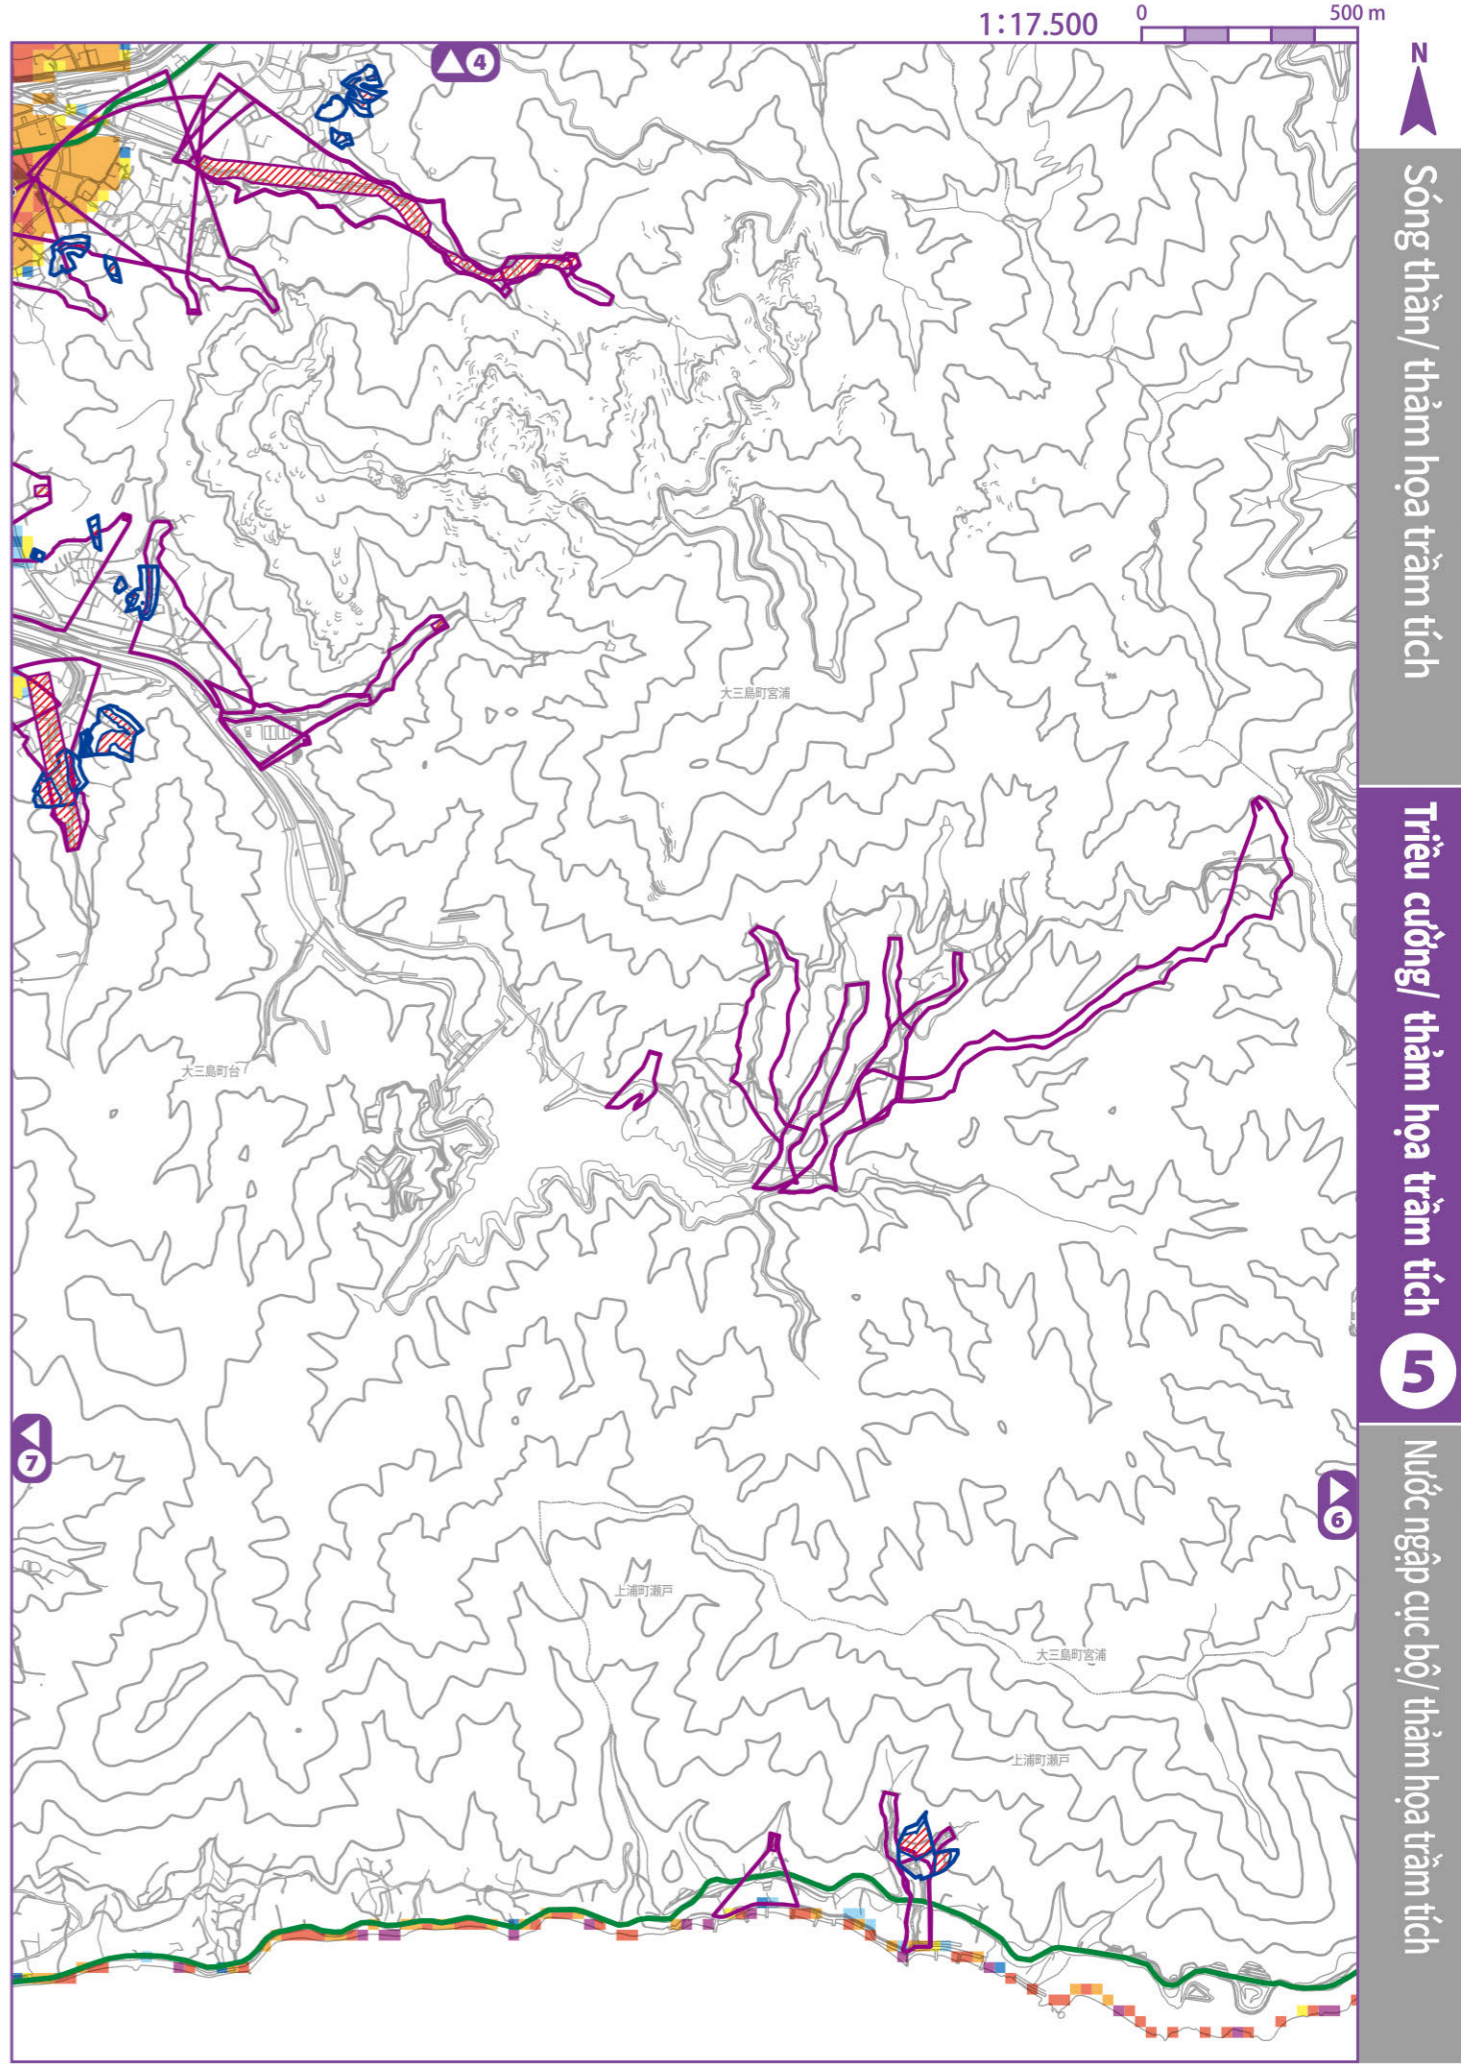 1:17.500
0
500 m
N
4
Sóng thần/ thảm họa trầm tích
Triều cường/ thảm họa trầm tích
5
Nước ngập cục bộ/ thảm họa trầm tích
大三島町宮浦
大三島町台
7
6
上浦町瀬戸
大三島町宮浦
上浦町瀬戸